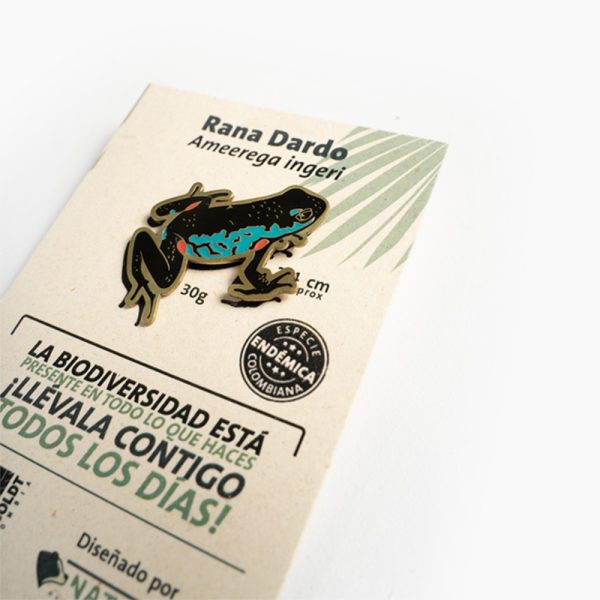 Rana Dardo
Ameerega ingeri
30g
1 cm
ESPECIE
ENDÉMICA
COLOMBIANA
LA BIODIVERSIDAD ESTÁ
PRESENTE EN TODO LO QUE HACES
¡LLÉVALA CONTIGO
TODOS LOS DÍAS!
Diseñado por